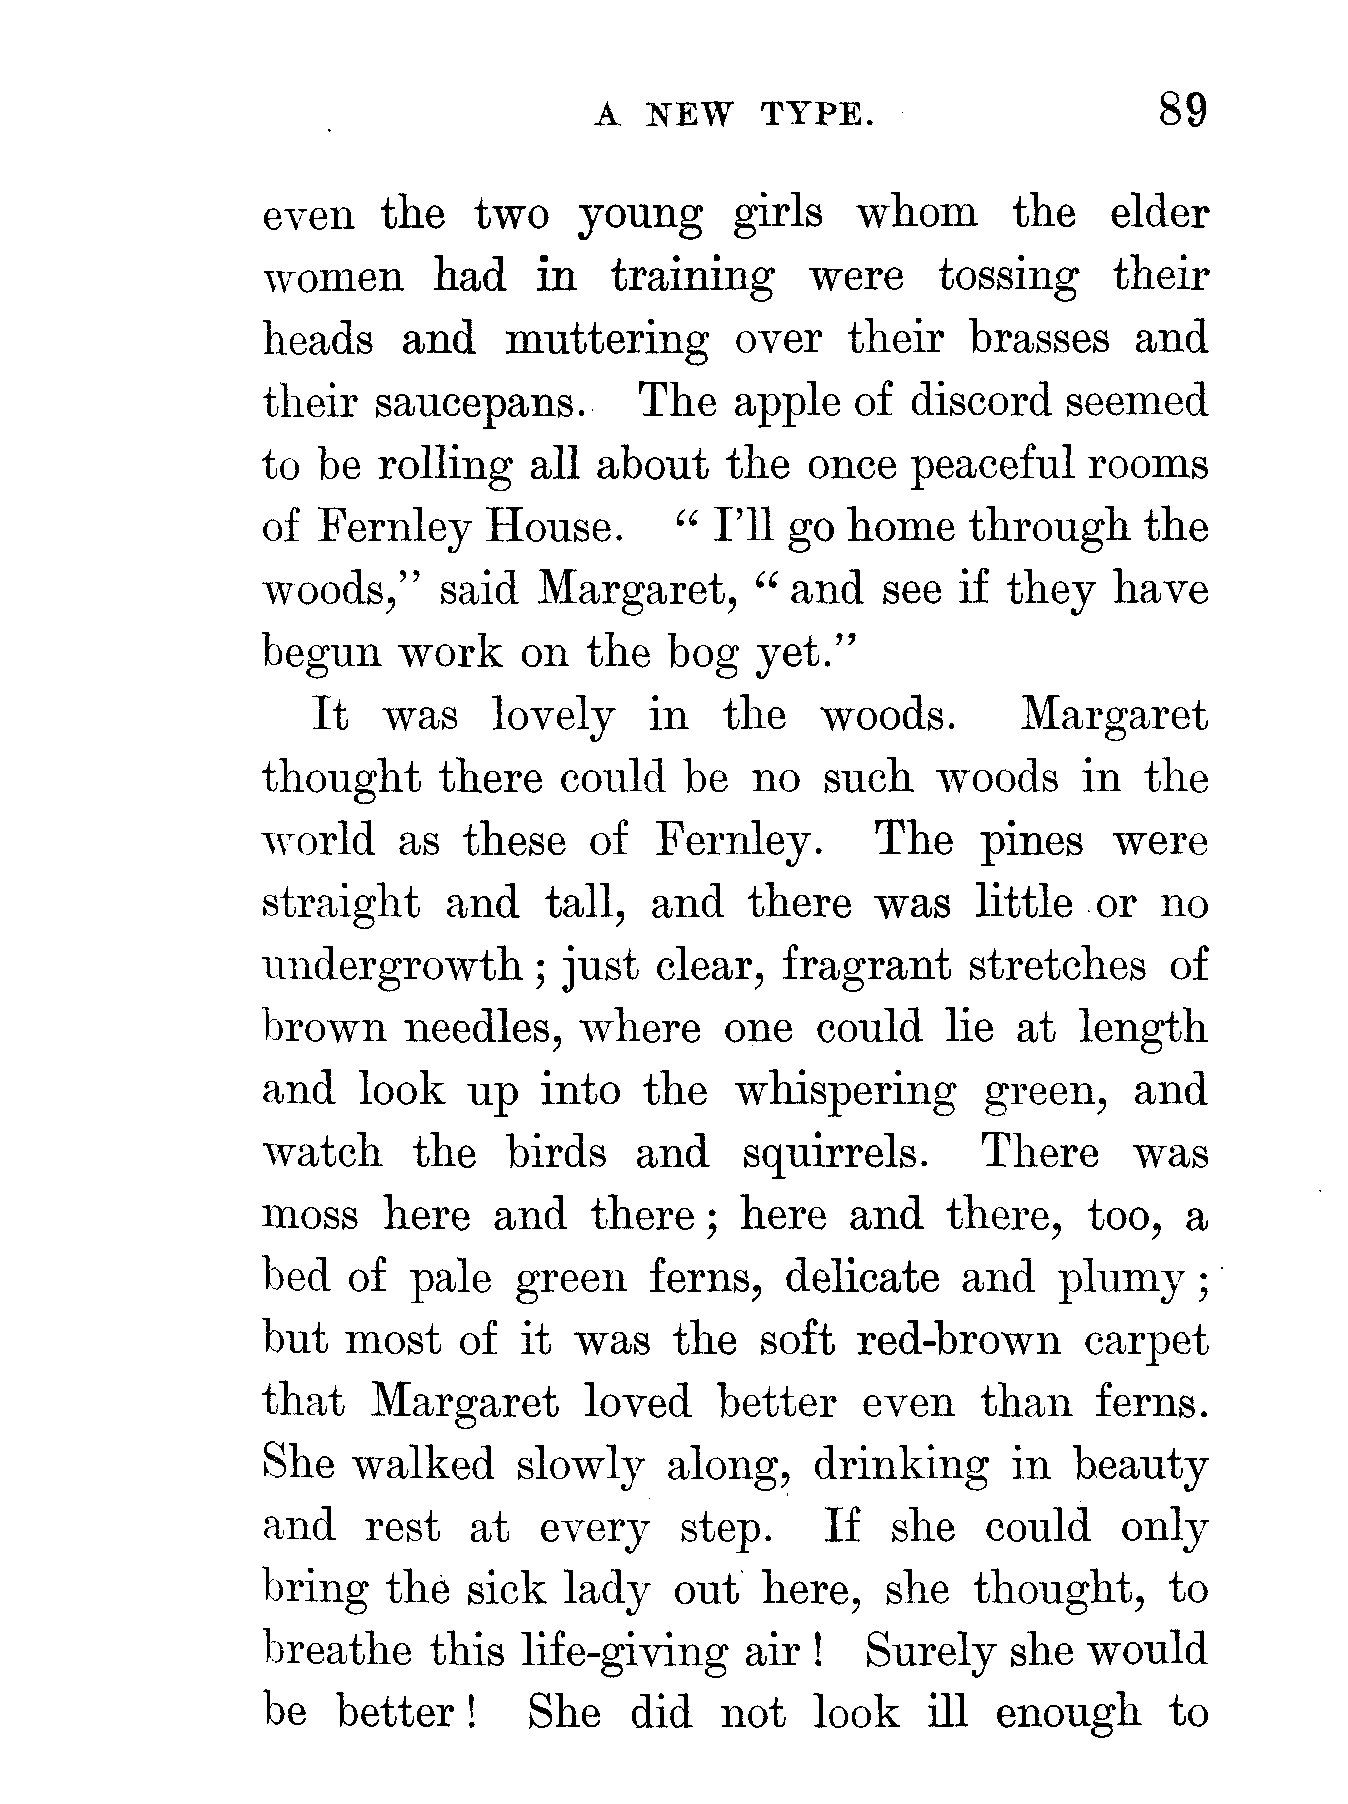 A NEW TYPE. 89
even the two young girls whom the elder
women had in training were tossing their
heads and muttering over their brasses and
their saucepans. The apple of discord seemed
to be rolling all about the once peaceful rooms
of Fernley House. “ I’ll go home through the
woods,” said Margaret, “ and see if they have
begun work on the bog yet.”
It was lovely in the woods. Margaret
thought there could be no such woods in the
world as these of Fernley. The pines were
straight and tall, and there was little or no
undergrowth ; just clear, fragrant stretches of
brown needles, where one could lie at length
and look up into the whispering green, and
watch the birds and squirrels. There was
moss here and there ; here and there, too, a
bed of pale green ferns, delicate and plumy ;
but most of it was the soft red-brown carpet
that Margaret loved better even than ferns.
She walked slowly along, drinking in beauty
and rest at every step. If she could only
bring the sick lady out here, she thought, to
breathe this life-giving air ! Surely she would
be better ! She did not look ill enough to